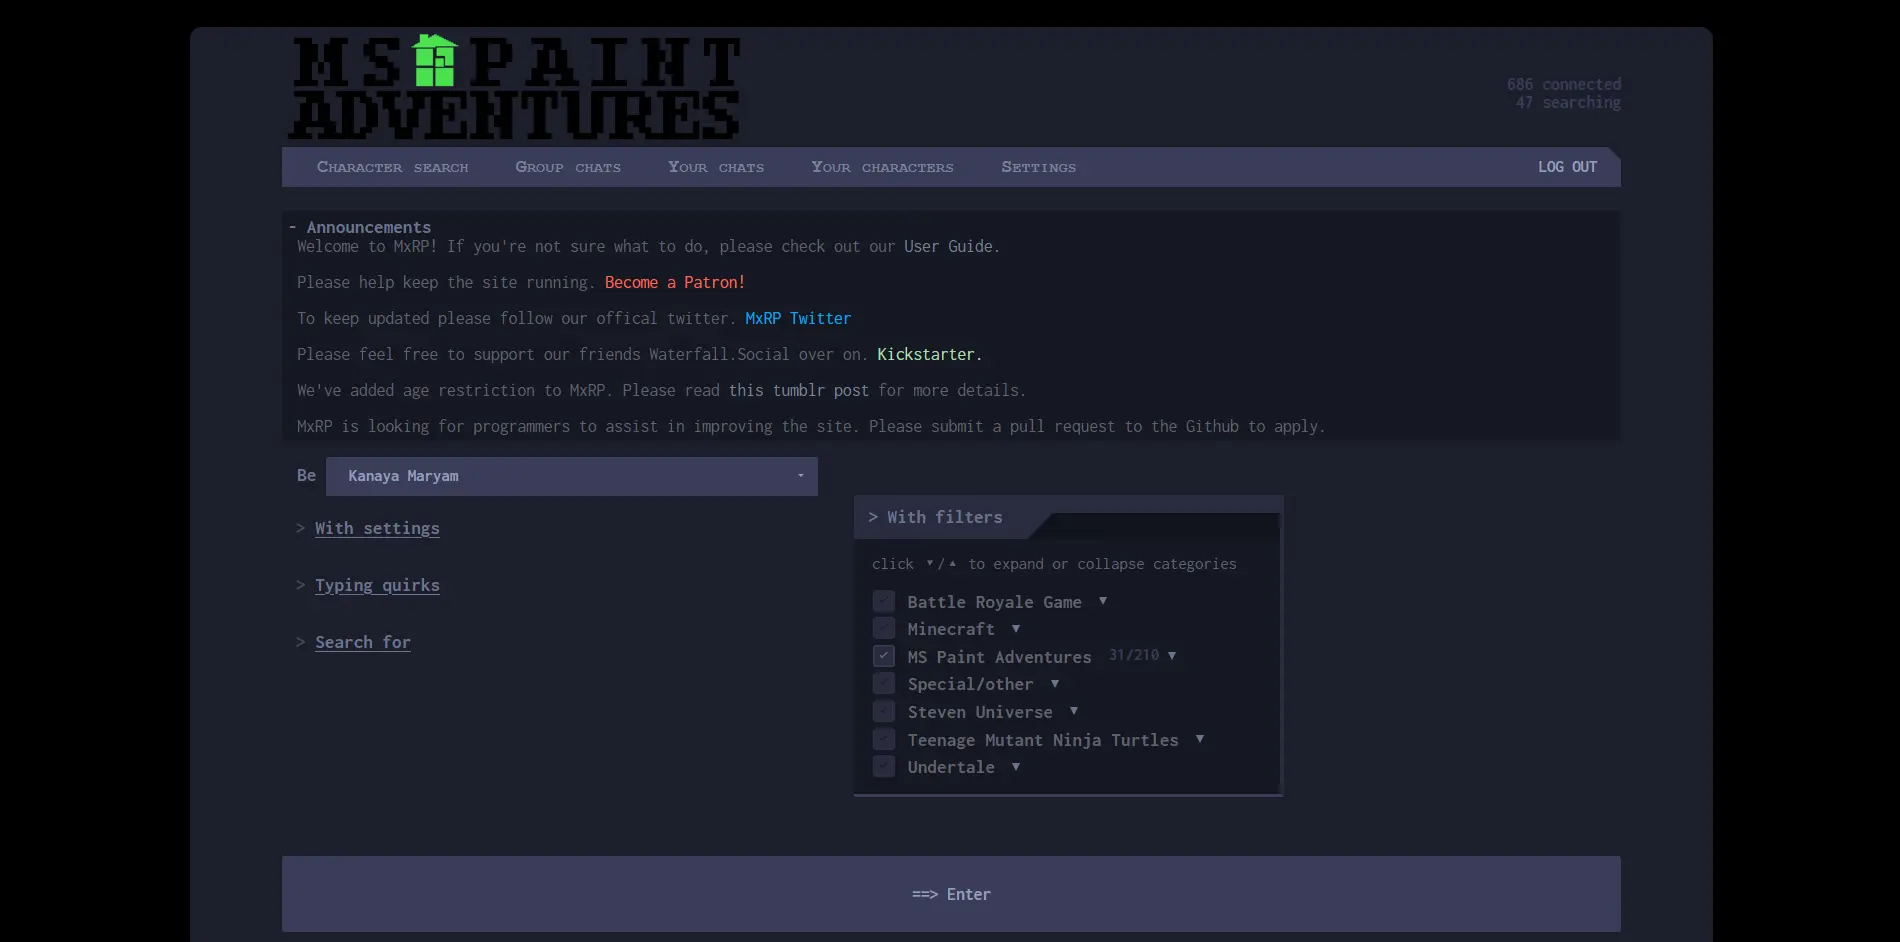 MS PAINT
ADVENTURES
686 connected
47 searching
Character search Group chats Your chats Your characters Settings LOG OUT
- Announcements
Welcome to MxRP! If you're not sure what to do, please check out our User Guide.
Please help keep the site running. Become a Patron!
To keep updated please follow our offical twitter. MxRP Twitter
Please feel free to support our friends Waterfall.Social over on. Kickstarter.
We've added age restriction to MxRP. Please read this tumblr post for more details.
MxRP is looking for programmers to assist in improving the site. Please submit a pull request to the Github to apply.
Be Kanaya Maryam
> With settings
> Typing quirks
> Search for
> With filters
click ▼/▲ to expand or collapse categories
Battle Royale Game ▼
Minecraft ▼
MS Paint Adventures 31/210 ▼
Special/other ▼
Steven Universe ▼
Teenage Mutant Ninja Turtles ▼
Undertale ▼
==> Enter